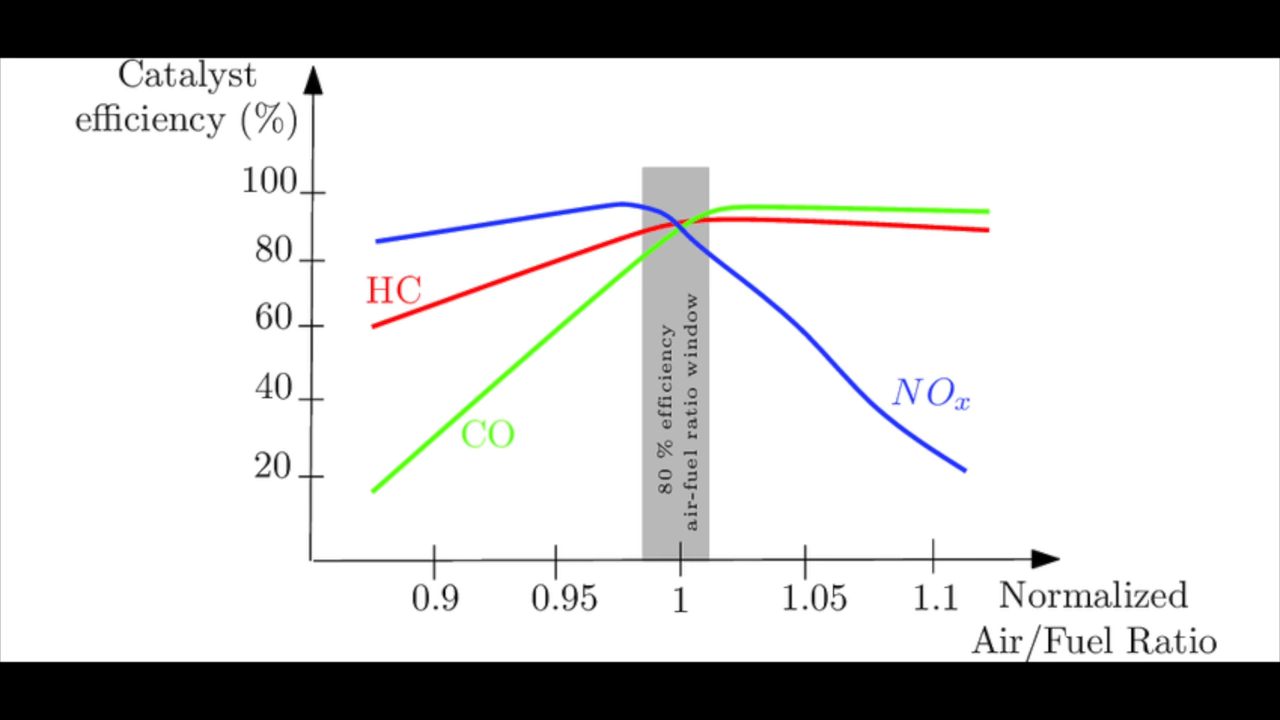 Catalyst
efficiency (%)
100
80
60
40
20
HC
CO
NOx
80 % efficiency
air-fuel ratio window
0.9
0.95
1
1.05
1.1
Normalized
Air/Fuel Ratio